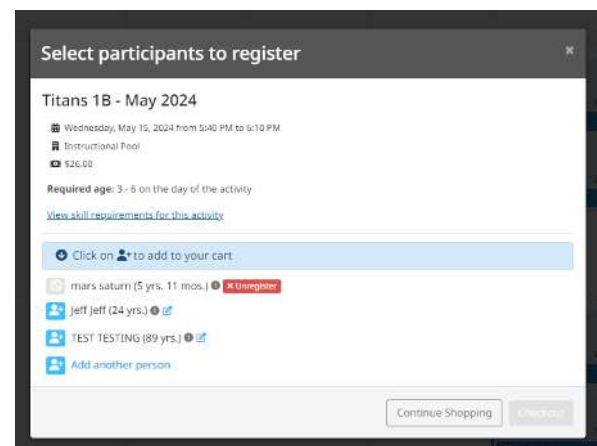 Select participants to register
×
Titans 1B - May 2024
Wednesday, May 15, 2024 from 5:40 PM to 6:10 PM
Instructional Pool
$26.00
Required age: 3 - 6 on the day of the activity
View skill requirements for this activity
Click on to add to your cart
mars saturn (5 yrs. 11 mos.) × Unregister
Jeff Jeff (24 yrs.)
TEST TESTING (89 yrs.)
Add another person
Continue Shopping Checkout